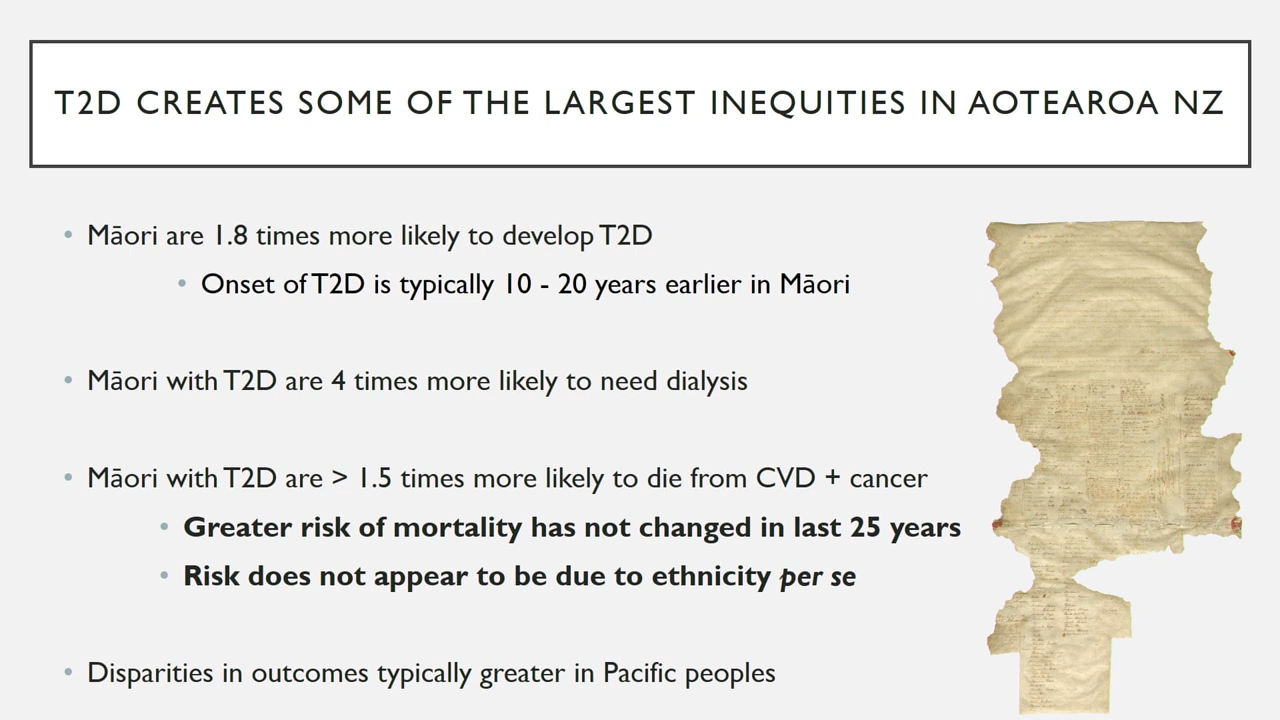 T2D CREATES SOME OF THE LARGEST INEQUITIES IN AOTEAROA NZ
• Māori are 1.8 times more likely to develop T2D
• Onset of T2D is typically 10 - 20 years earlier in Māori
• Māori with T2D are 4 times more likely to need dialysis
• Māori with T2D are > 1.5 times more likely to die from CVD + cancer
• Greater risk of mortality has not changed in last 25 years
• Risk does not appear to be due to ethnicity per se
• Disparities in outcomes typically greater in Pacific peoples